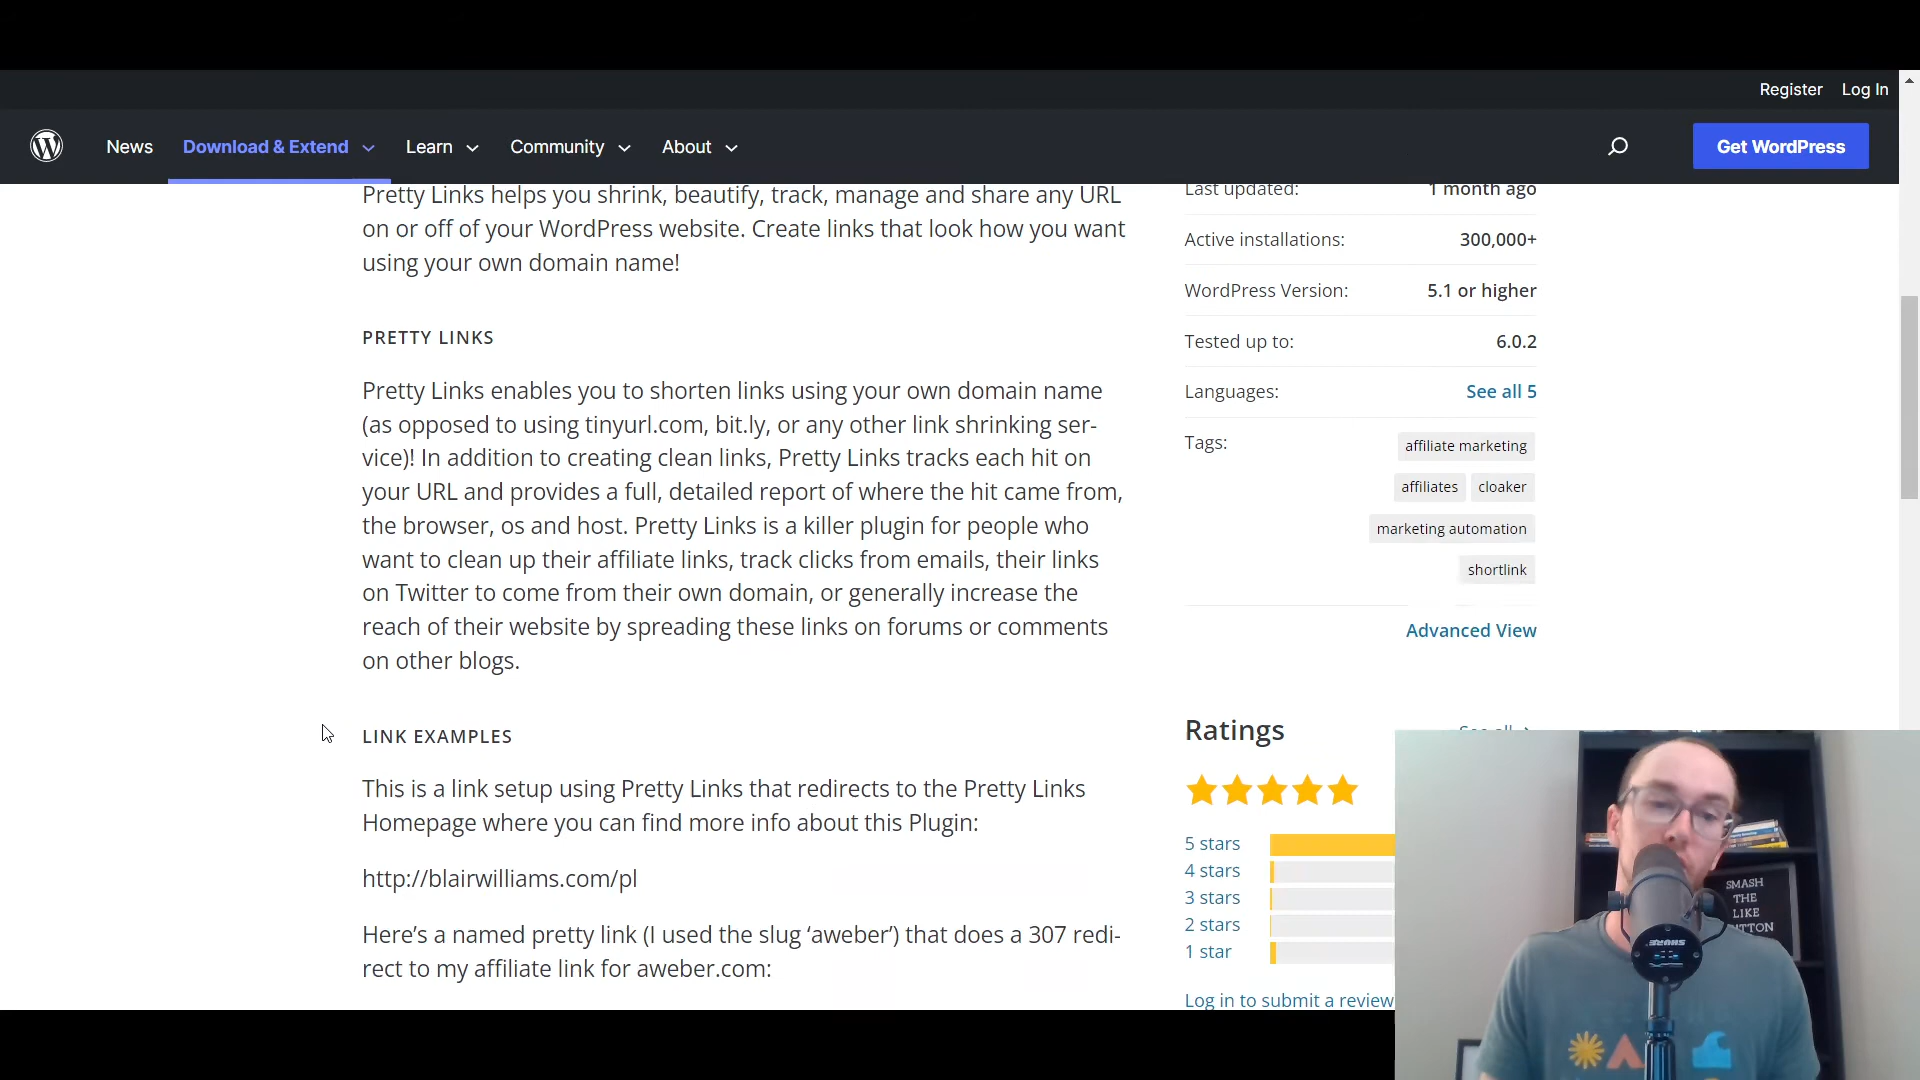 Register Log In
News Download & Extend Learn Community About Get WordPress
Pretty Links helps you shrink, beautify, track, manage and share any URL
on or off of your WordPress website. Create links that look how you want
using your own domain name!
PRETTY LINKS
Pretty Links enables you to shorten links using your own domain name
(as opposed to using tinyurl.com, bit.ly, or any other link shrinking ser-
vice)! In addition to creating clean links, Pretty Links tracks each hit on
your URL and provides a full, detailed report of where the hit came from,
the browser, os and host. Pretty Links is a killer plugin for people who
want to clean up their affiliate links, track clicks from emails, their links
on Twitter to come from their own domain, or generally increase the
reach of their website by spreading these links on forums or comments
on other blogs.
LINK EXAMPLES
This is a link setup using Pretty Links that redirects to the Pretty Links
Homepage where you can find more info about this Plugin:
http://blairwilliams.com/pl
Here’s a named pretty link (I used the slug ‘aweber’) that does a 307 redi-
rect to my affiliate link for aweber.com:
Last updated: 1 month ago
Active installations: 300,000+
WordPress Version: 5.1 or higher
Tested up to: 6.0.2
Languages: See all 5
Tags: affiliate marketing
affiliates cloaker
marketing automation
shortlink
Advanced View
Ratings See all
5 stars
4 stars
3 stars
2 stars
1 star
Log in to submit a review
SMASH
THE
LIKE
SHURE